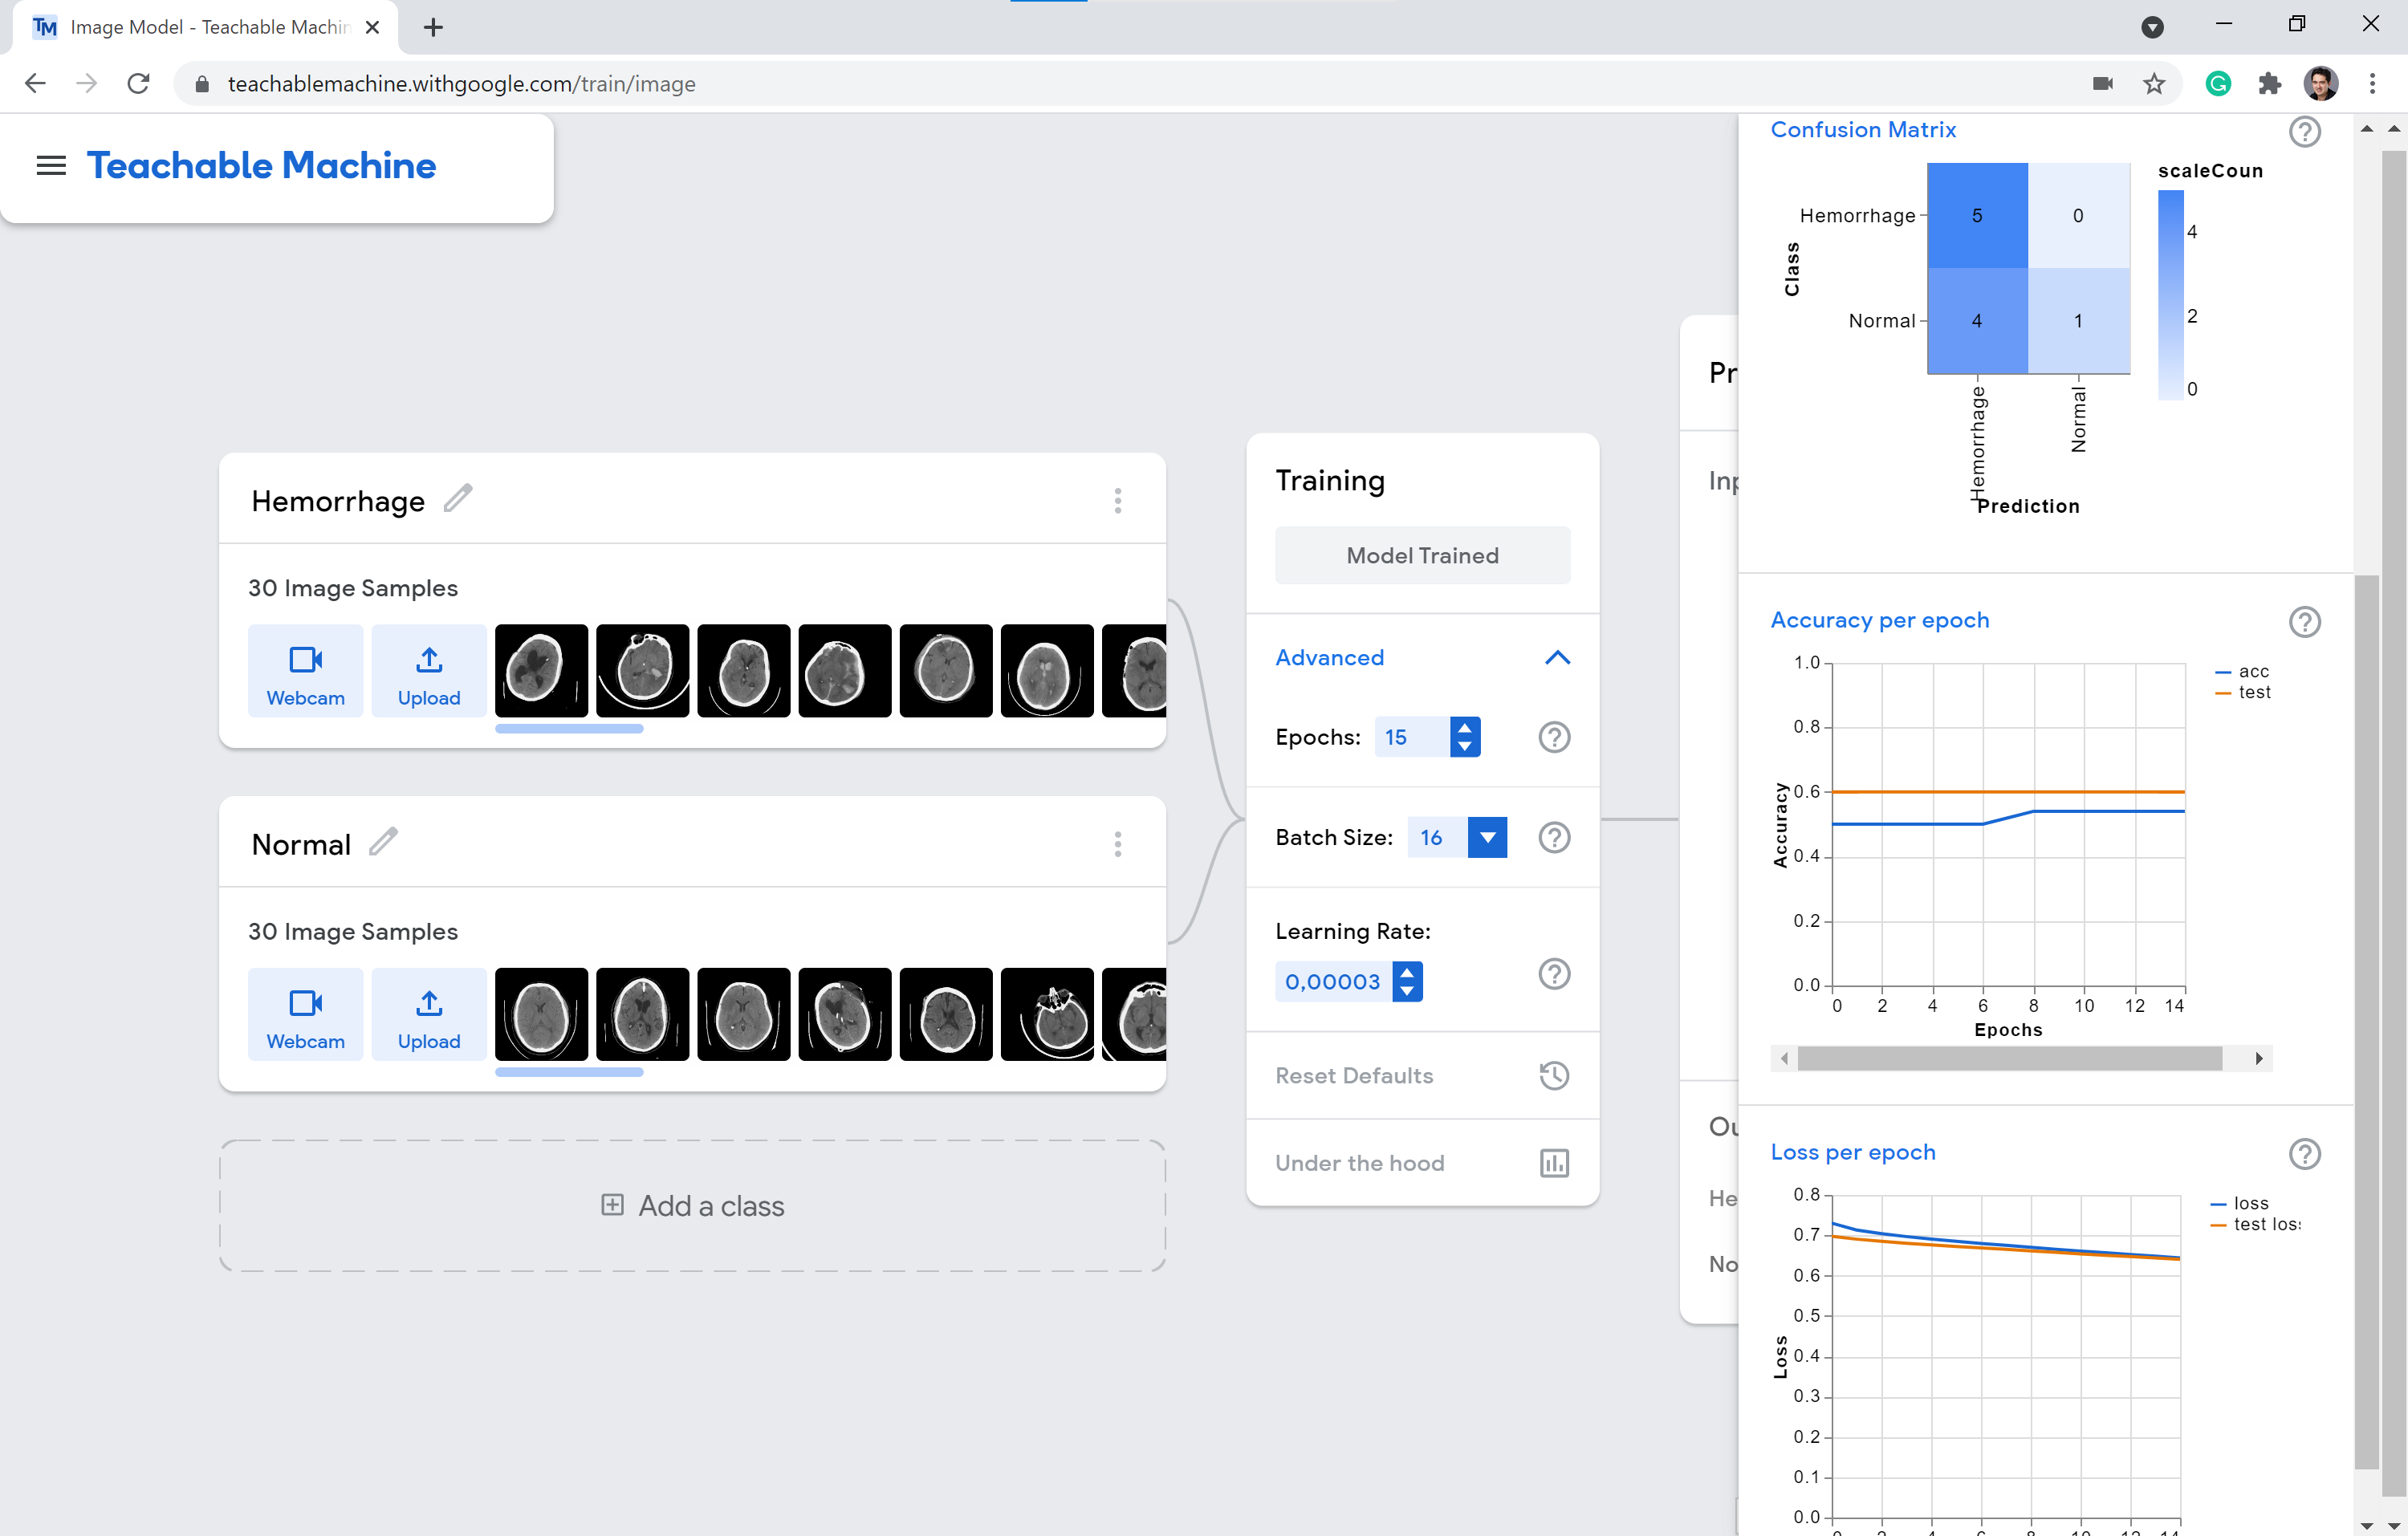 TM Image Model - Teachable Machin
teachablemachine.withgoogle.com/train/image
Teachable Machine
Hemorrhage
30 Image Samples
Webcam
Upload
Normal
30 Image Samples
Webcam
Upload
Add a class
Training
Model Trained
Advanced
Epochs: 15
Batch Size: 16
Learning Rate:
0,00003
Reset Defaults
Under the hood
Pr
Inp
Ou
He
No
Confusion Matrix
scaleCoun
Hemorrhage 5 0
Normal 4 1
Class
Hemorrhage
Normal
Prediction
4
2
0
Accuracy per epoch
1.0
0.8
0.6
0.4
0.2
0.0
Accuracy
0 2 4 6 8 10 12 14
Epochs
acc
test
Loss per epoch
0.8
0.7
0.6
0.5
0.4
0.3
0.2
0.1
0.0
Loss
loss
test los